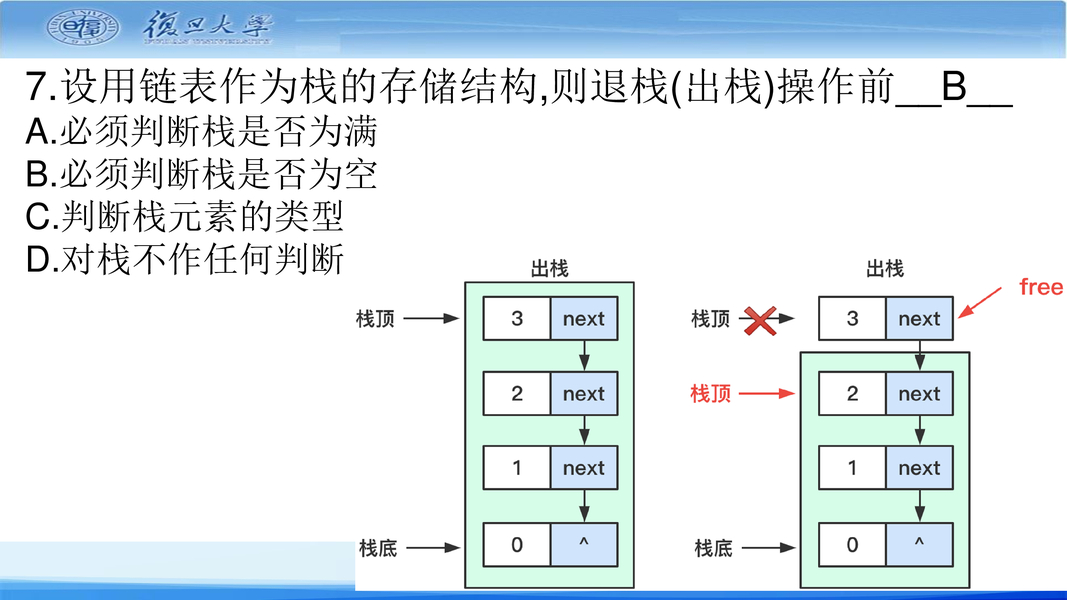 復旦大學
7.设用链表作为栈的存储结构,则退栈(出栈)操作前__B__
A.必须判断栈是否为满
B.必须判断栈是否为空
C.判断栈元素的类型
D.对栈不作任何判断
出栈
栈顶
3 next
2 next
1 next
栈底
0 ^
出栈
free
栈顶
3 next
栈顶
2 next
1 next
栈底
0 ^